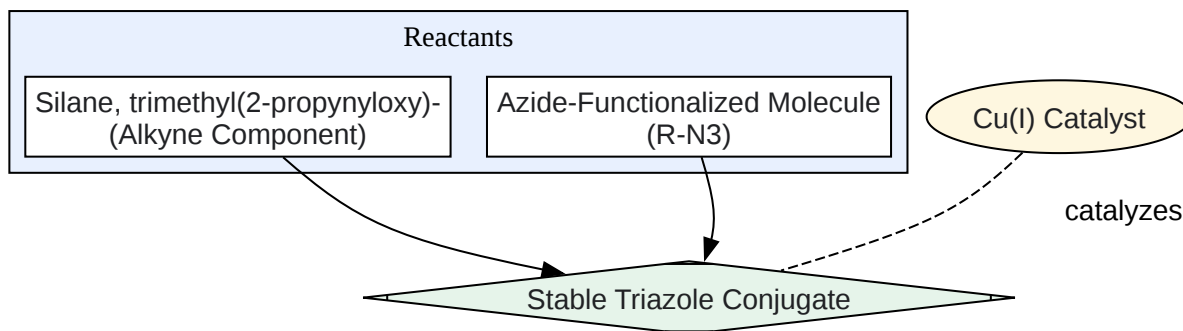 Reactants
Silane, trimethyl(2-propynyloxy)-
(Alkyne Component)
Azide-Functionalized Molecule
(R-N3)
Cu(I) Catalyst
catalyzes
Stable Triazole Conjugate